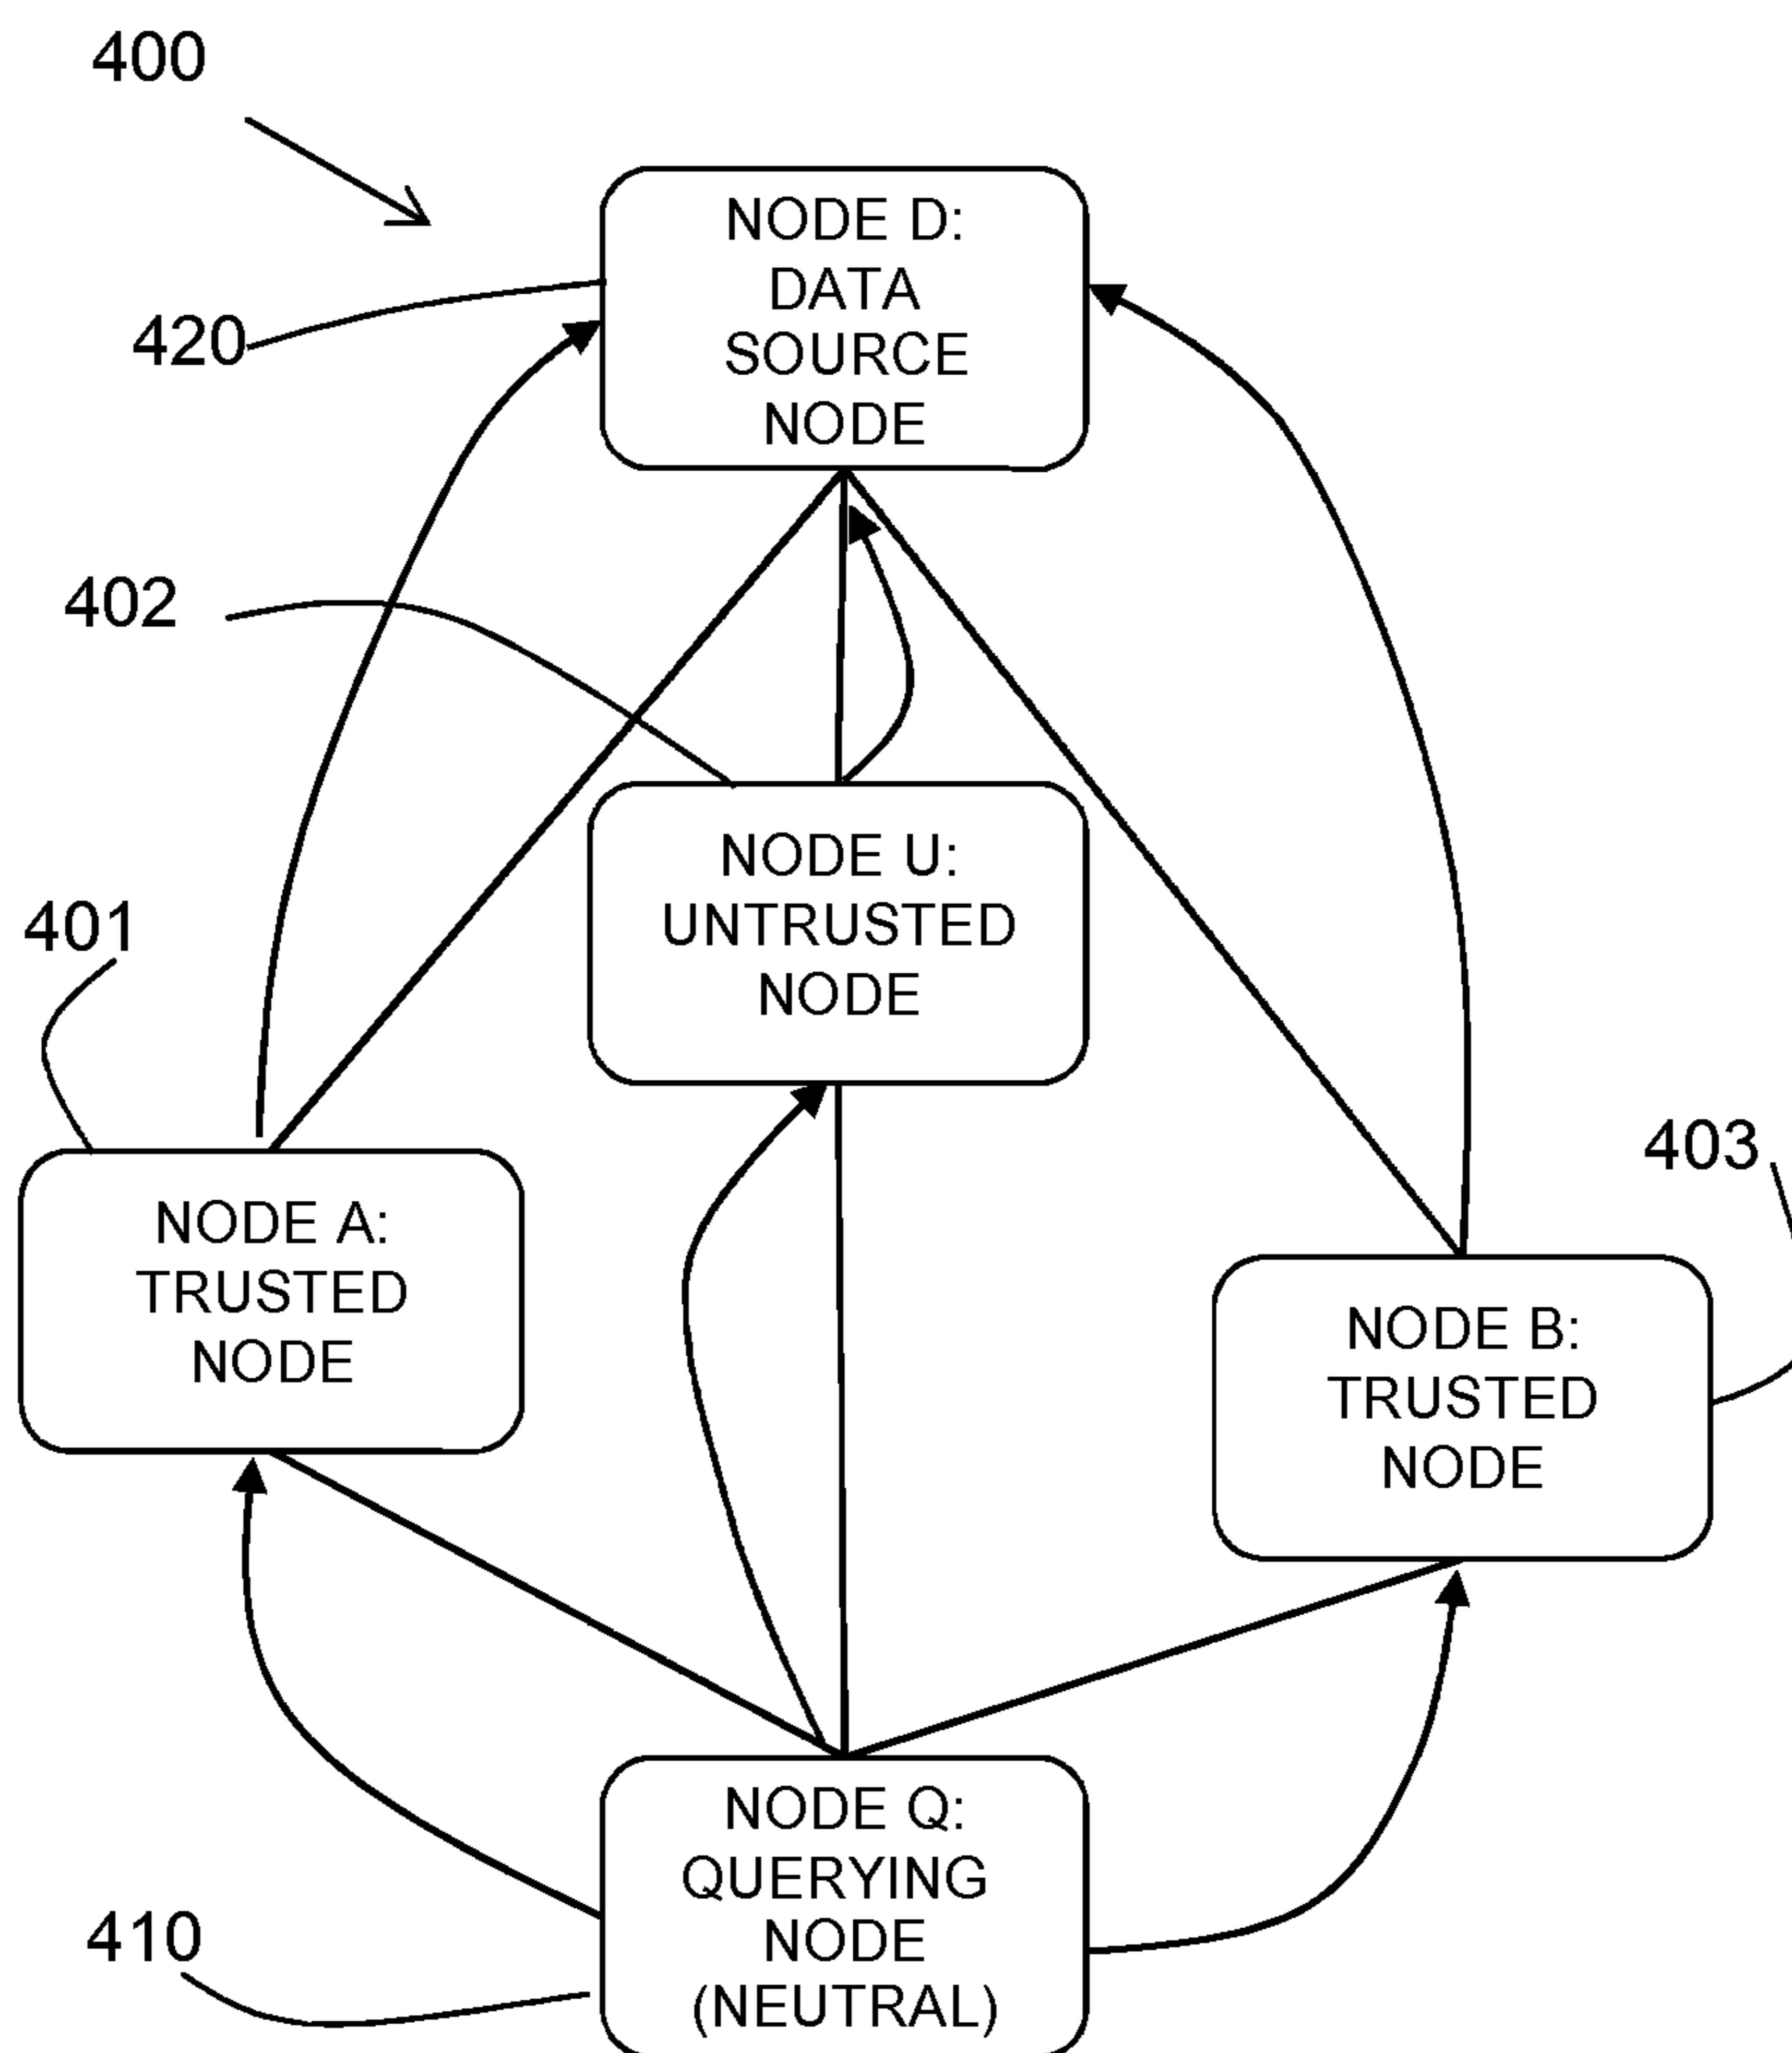 400
NODE D:
DATA
SOURCE
NODE
420
402
NODE U:
UNTRUSTED
NODE
401
403
NODE A:
TRUSTED
NODE
NODE B:
TRUSTED
NODE
NODE Q:
QUERYING
NODE
(NEUTRAL)
410